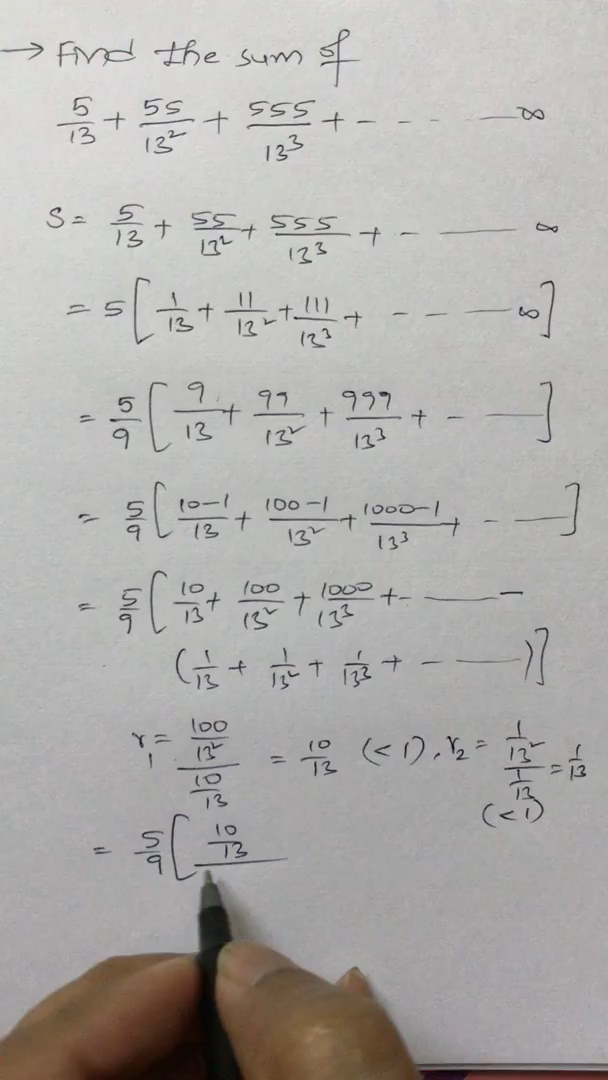 → Find the sum of
5/13 + 55/13² + 555/13³ + - - - — ∞
S = 5/13 + 55/13² + 555/13³ + - — ∞
= 5 [ 1/13 + 11/13² + 111/13³ + - - - — ∞ ]
= 5/9 [ 9/13 + 99/13² + 999/13³ + - — ]
= 5/9 [ 10-1/13 + 100-1/13² + 1000-1/13³ + - - — ]
= 5/9 [ 10/13 + 100/13² + 1000/13³ + - — -
( 1/13 + 1/13² + 1/13³ + - — ) ]
r₁ = 100/13² / 10/13 = 10/13 (<1), r₂ = 1/13² / 1/13 = 1/13
(<1)
= 5/9 [ 10/13